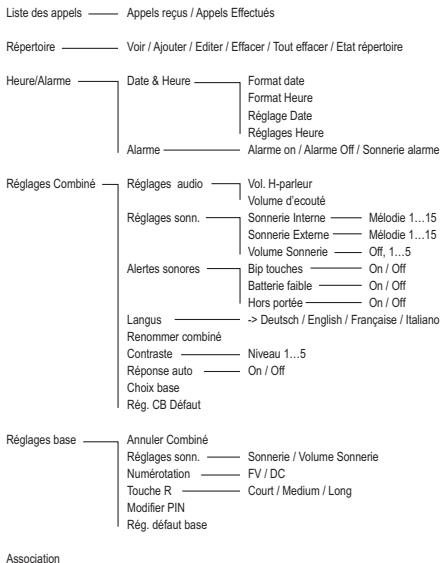 Liste des appels Appels reçus / Appels Effectués
Répertoire Voir / Ajouter / Editer / Effacer / Tout effacer / Etat répertoire
Heure/Alarme Date & Heure Format date
Format Heure
Réglage Date
Réglages Heure
Alarme Alarme on / Alarme Off / Sonnerie alarme
Réglages Combiné Réglages audio Vol. H-parleur
Volume d'ecouté
Réglages sonn. Sonnerie Interne Mélodie 1…15
Sonnerie Externe Mélodie 1…15
Volume Sonnerie Off, 1…5
Alertes sonores Bip touches On / Off
Batterie faible On / Off
Hors portée On / Off
Langus -> Deutsch / English / Française / Italiano
Renommer combiné
Contraste Niveau 1…5
Réponse auto On / Off
Choix base
Rég. CB Défaut
Réglages base Annuler Combiné
Réglages sonn. Sonnerie / Volume Sonnerie
Numérotation FV / DC
Touche R Court / Medium / Long
Modifier PIN
Rég. défaut base
Association